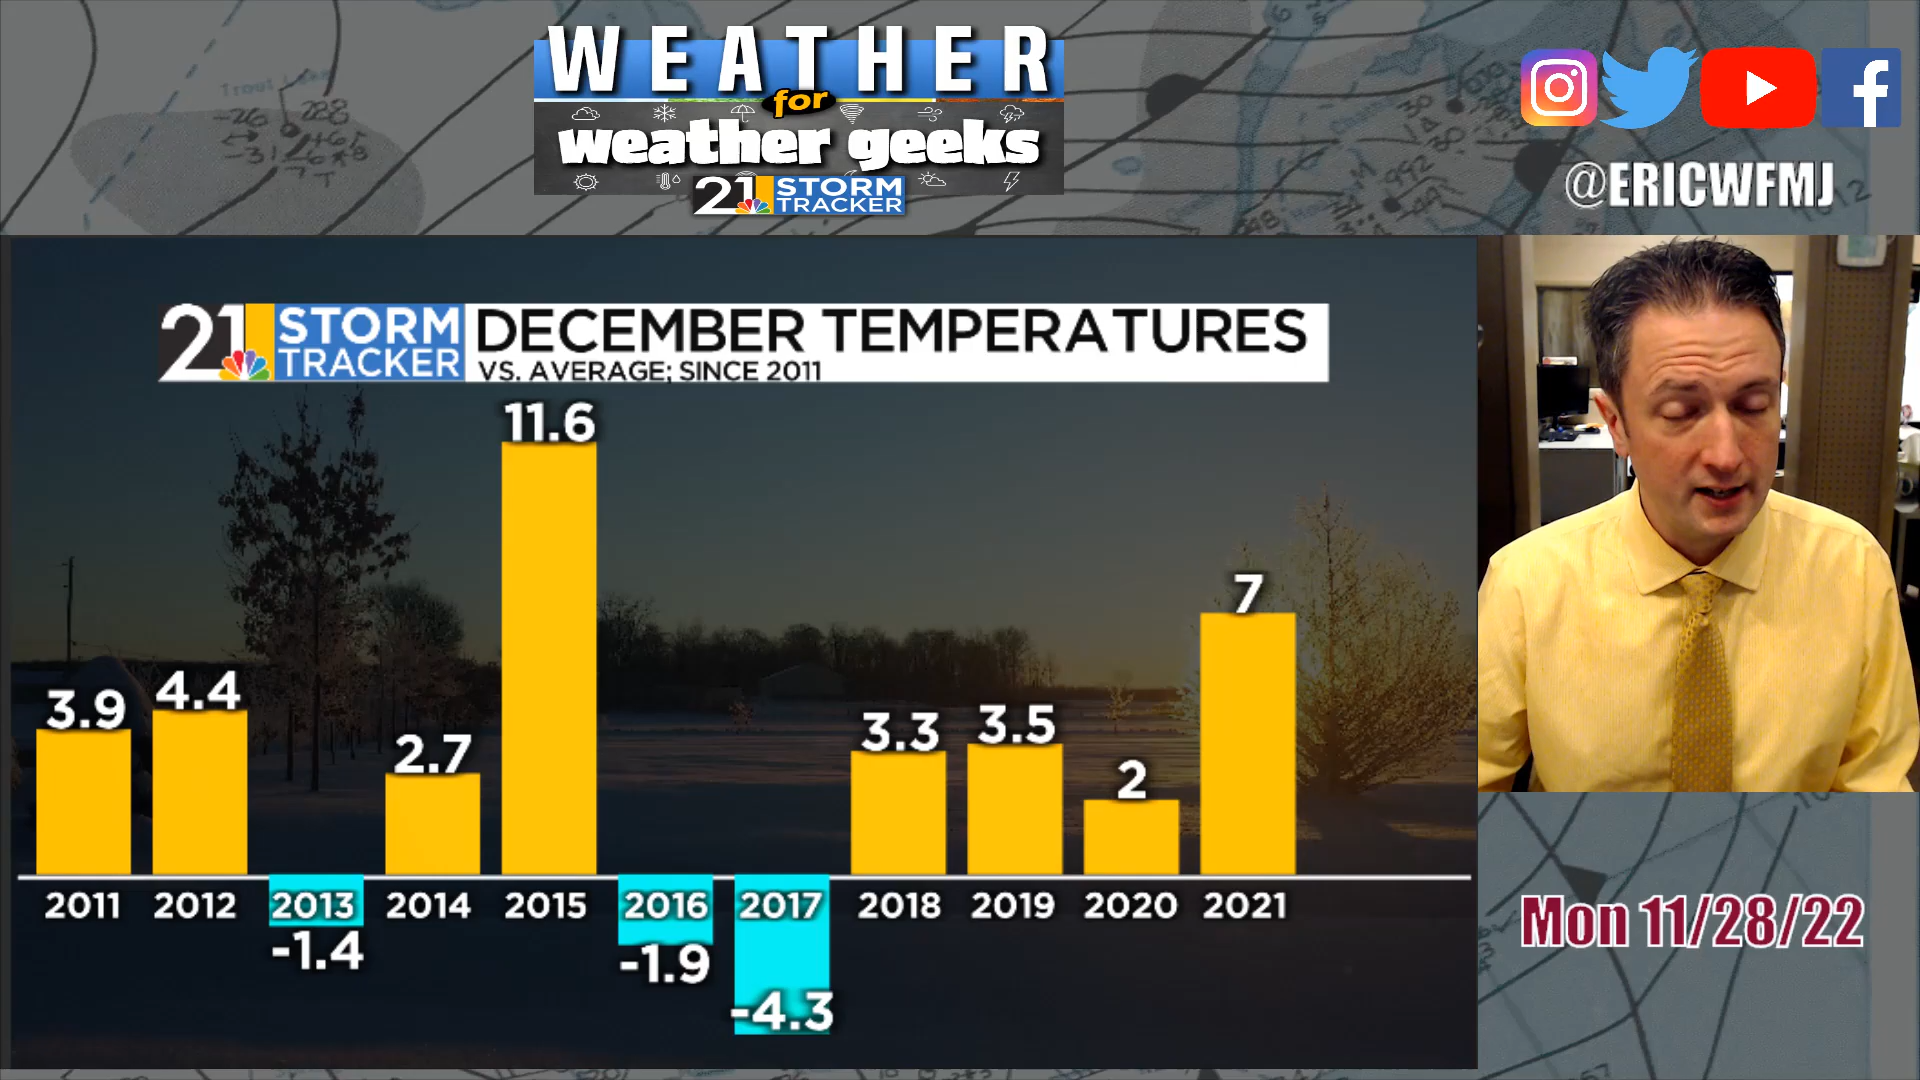 WEATHER
for
weather geeks
21 STORM
TRACKER
@ERICWFMJ
21 STORM
TRACKER
DECEMBER TEMPERATURES
VS. AVERAGE; SINCE 2011
3.9
4.4
2.7
11.6
3.3
3.5
2
7
2011 2012 2013 2014 2015 2016 2017 2018 2019 2020 2021
-1.4
-1.9
-4.3
Mon 11/28/22